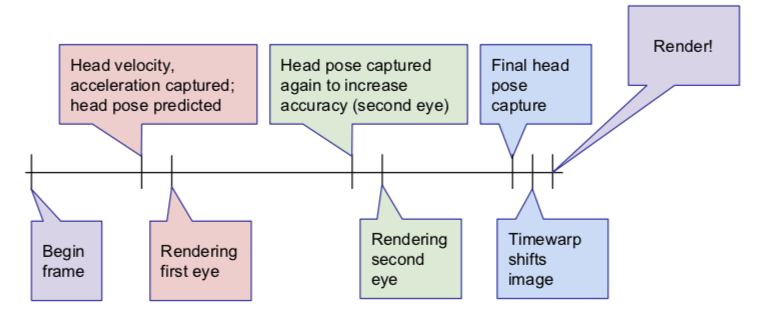 Head velocity,
acceleration captured;
head pose predicted
Head pose captured
again to increase
accuracy (second eye)
Final head
pose
capture
Render!
Begin
frame
Rendering
first eye
Rendering
second
eye
Timewarp
shifts
image